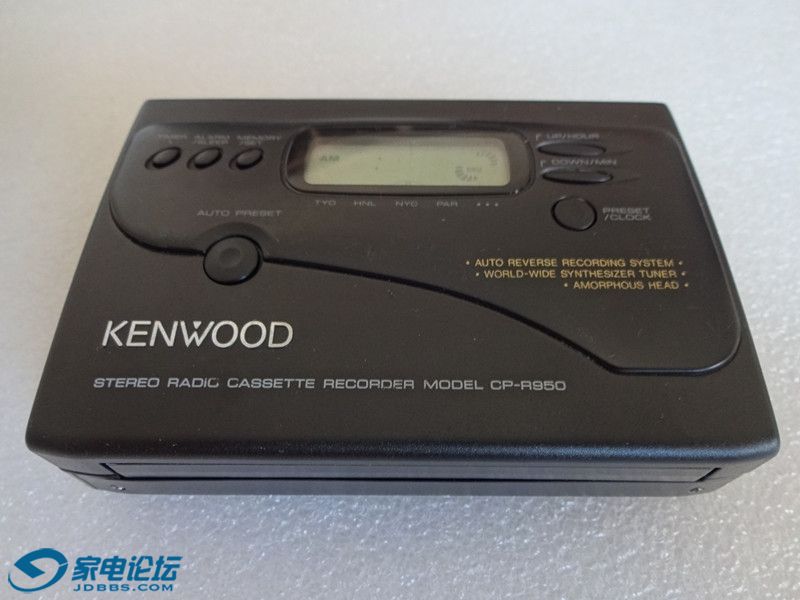 TIMER ALARM MEMORY
/SLEEP /SET
AM
UP/HOUR
DOWN/MIN
TYO HNL NYC PAR •••
AUTO PRESET
PRESET
/CLOCK
• AUTO REVERSE RECORDING SYSTEM •
• WORLD-WIDE SYNTHESIZER TUNER •
• AMORPHOUS HEAD •
KENWOOD
STEREO RADIO CASSETTE RECORDER MODEL CP-R950
家电论坛
JDBBS.COM